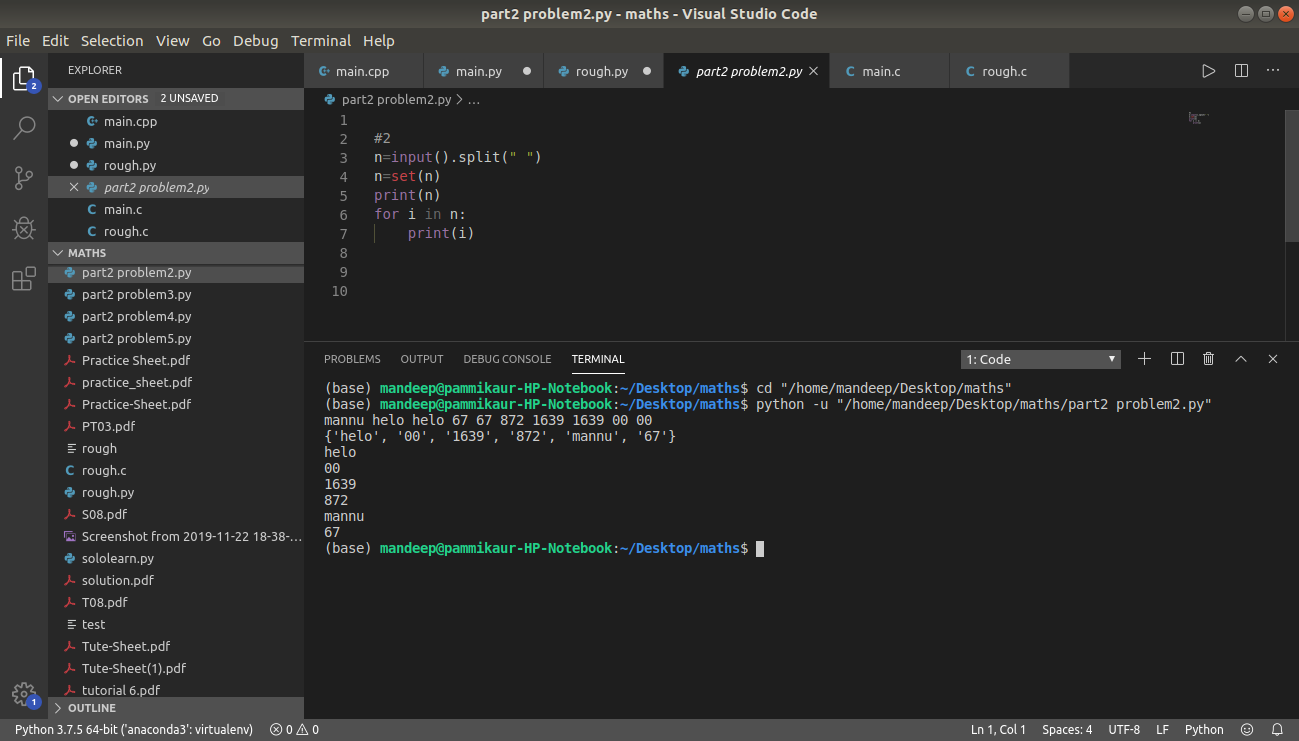 part2 problem2.py - maths - Visual Studio Code
File Edit Selection View Go Debug Terminal Help
2
EXPLORER
OPEN EDITORS 2 UNSAVED
main.cpp
main.py
rough.py
part2 problem2.py
main.c
rough.c
MATHS
part2 problem2.py
part2 problem3.py
part2 problem4.py
part2 problem5.py
Practice Sheet.pdf
practice_sheet.pdf
Practice-Sheet.pdf
PT03.pdf
rough
rough.c
rough.py
S08.pdf
Screenshot from 2019-11-22 18-38-...
sololearn.py
solution.pdf
T08.pdf
test
Tute-Sheet.pdf
Tute-Sheet(1).pdf
tutorial 6.pdf
OUTLINE
1
main.cpp main.py rough.py part2 problem2.py main.c rough.c
part2 problem2.py > ...
1
2 #2
3 n=input().split(" ")
4 n=set(n)
5 print(n)
6 for i in n:
7     print(i)
8
9
10
PROBLEMS OUTPUT DEBUG CONSOLE TERMINAL 1: Code
(base) mandeep@pammikaur-HP-Notebook:~/Desktop/maths$ cd "/home/mandeep/Desktop/maths"
(base) mandeep@pammikaur-HP-Notebook:~/Desktop/maths$ python -u "/home/mandeep/Desktop/maths/part2 problem2.py"
mannu helo helo 67 67 872 1639 1639 00 00
{'helo', '00', '1639', '872', 'mannu', '67'}
helo
00
1639
872
mannu
67
(base) mandeep@pammikaur-HP-Notebook:~/Desktop/maths$
Python 3.7.5 64-bit ('anaconda3': virtualenv) 0 0 Ln 1, Col 1 Spaces: 4 UTF-8 LF Python